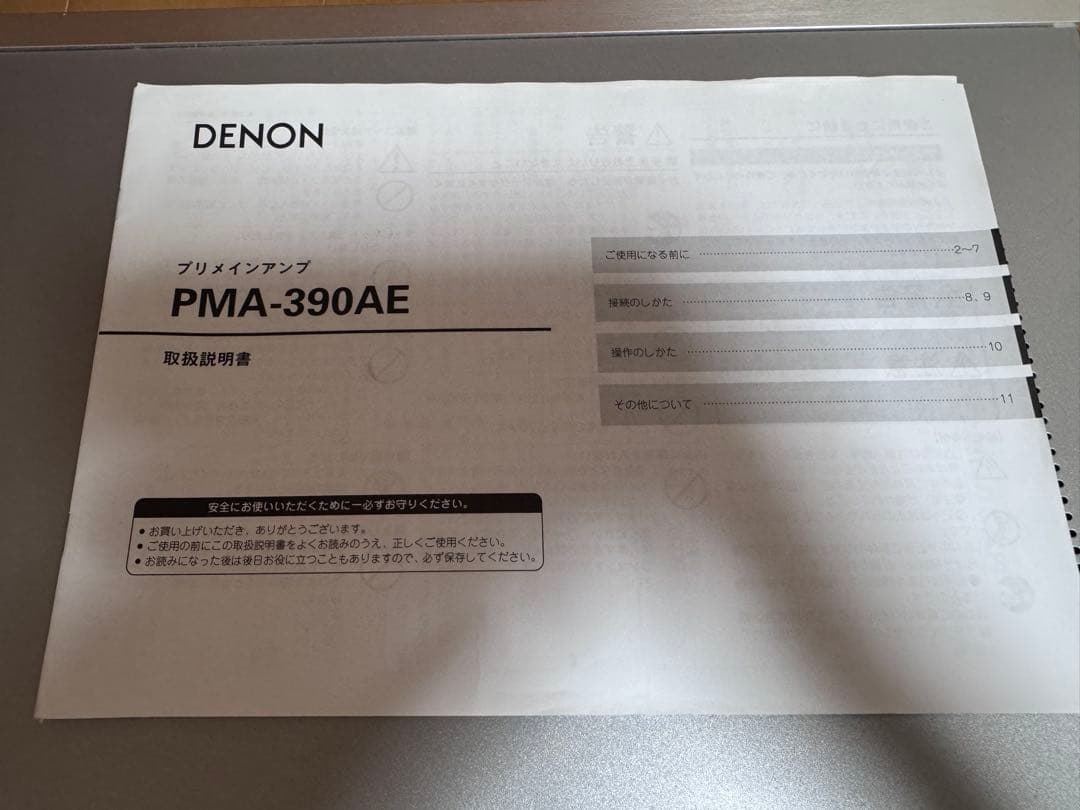 DENON
プリメインアンプ
PMA-390AE
取扱説明書
ご使用になる前に ……………………………………2～7
接続のしかた ……………………………………8、9
操作のしかた ……………………………………10
その他について ……………………………………11
安全にお使いいただくために―必ずお守りください。
● お買い上げいただき、ありがとうございます。
● ご使用の前にこの取扱説明書をよくお読みのうえ、正しくご使用ください。
● お読みになった後は後日お役に立つこともありますので、必ず保存してください。